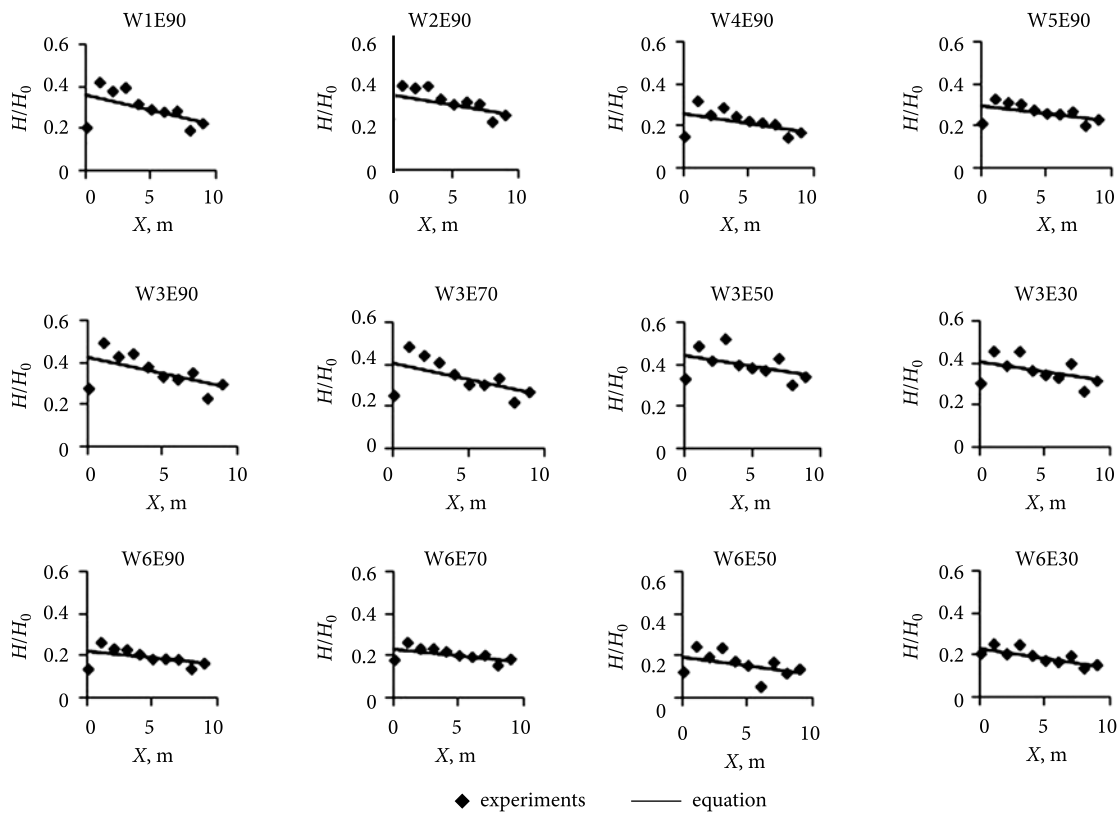 W1E90 W2E90 W4E90 W5E90
0.6 0.6 0.6 0.6
0.4 0.4 0.4 0.4
H/H0 H/H0 H/H0 H/H0
0.2 0.2 0.2 0.2
0 0 0 0
0 5 10 0 5 10 0 5 10 0 5 10
X, m X, m X, m X, m
W3E90 W3E70 W3E50 W3E30
0.6 0.6 0.6 0.6
0.4 0.4 0.4 0.4
H/H0 H/H0 H/H0 H/H0
0.2 0.2 0.2 0.2
0 0 0 0
0 5 10 0 5 10 0 5 10 0 5 10
X, m X, m X, m X, m
W6E90 W6E70 W6E50 W6E30
0.6 0.6 0.6 0.6
0.4 0.4 0.4 0.4
H/H0 H/H0 H/H0 H/H0
0.2 0.2 0.2 0.2
0 0 0 0
0 5 10 0 5 10 0 5 10 0 5 10
X, m X, m X, m X, m
experiments equation